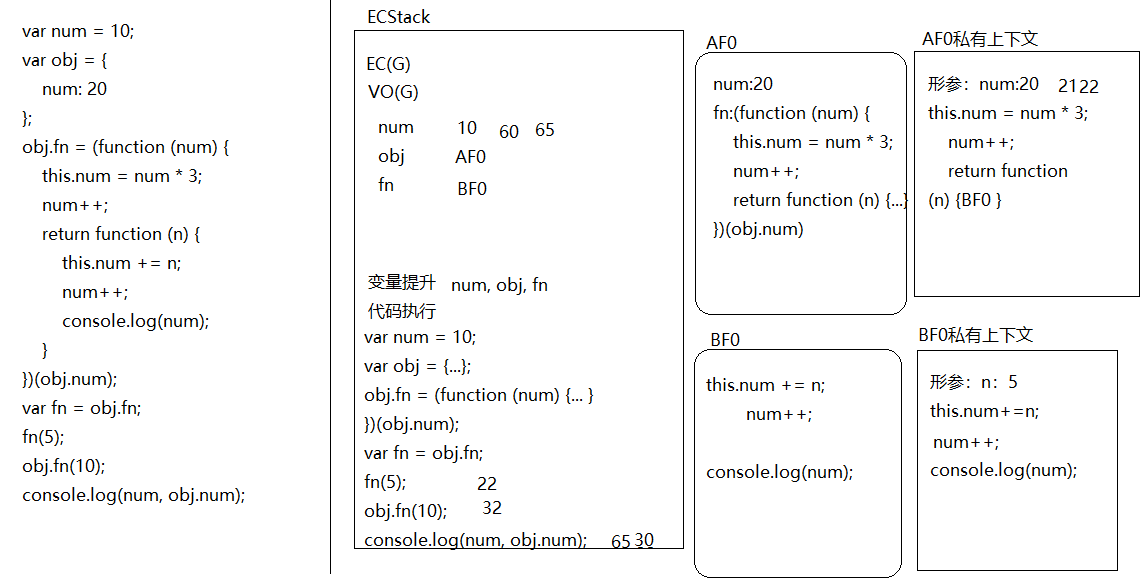 var num = 10;
var obj = {
num: 20
};
obj.fn = (function (num) {
this.num = num * 3;
num++;
return function (n) {
this.num += n;
num++;
console.log(num);
}
})(obj.num);
var fn = obj.fn;
fn(5);
obj.fn(10);
console.log(num, obj.num);
ECStack
EC(G)
VO(G)
num 10 60 65
obj AF0
fn BF0
变量提升 num, obj, fn
代码执行
var num = 10;
var obj = {...};
obj.fn = (function (num) {... }
})(obj.num);
var fn = obj.fn;
fn(5); 22
obj.fn(10); 32
console.log(num, obj.num); 65 30
AF0
num:20
fn:(function (num) {
this.num = num * 3;
num++;
return function (n) {...}
})(obj.num)
AF0私有上下文
形参：num:20 2122
this.num = num * 3;
num++;
return function
(n) {BF0 }
BF0
this.num += n;
num++;
console.log(num);
BF0私有上下文
形参：n：5
this.num+=n;
num++;
console.log(num);